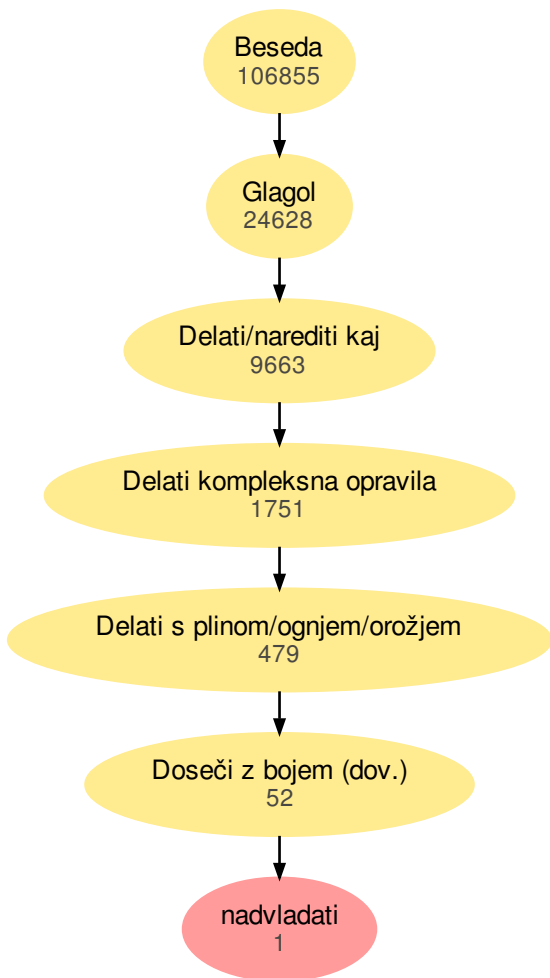 Beseda
106855
Glagol
24628
Delati/narediti kaj
9663
Delati kompleksna opravila
1751
Delati s plinom/ognjem/orožjem
479
Doseči z bojem (dov.)
52
nadvladati
1